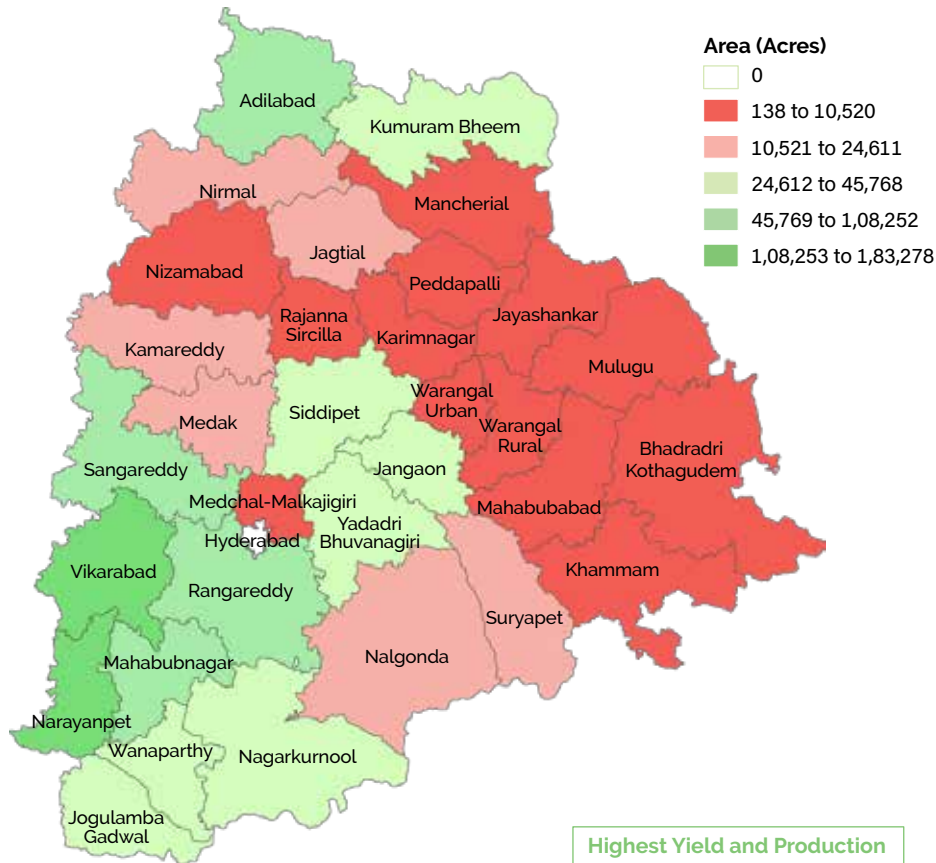 Area (Acres)
0
138 to 10,520
10,521 to 24,611
24,612 to 45,768
45,769 to 1,08,252
1,08,253 to 1,83,278
Adilabad
Kumuram Bheem
Nirmal
Mancherial
Jagtial
Nizamabad
Peddapalli
Rajanna
Sircilla
Jayashankar
Karimnagar
Kamareddy
Mulugu
Siddipet
Warangal
Urban
Medak
Warangal
Rural
Bhadradri
Kothagudem
Sangareddy
Jangaon
Medchal-Malkajigiri
Mahabubabad
Yadadri
Bhuvanagiri
Hyderabad
Vikarabad
Khammam
Rangareddy
Suryapet
Mahabubnagar
Nalgonda
Narayanpet
Wanaparthy
Nagarkurnool
Jogulamba
Gadwal
Highest Yield and Production